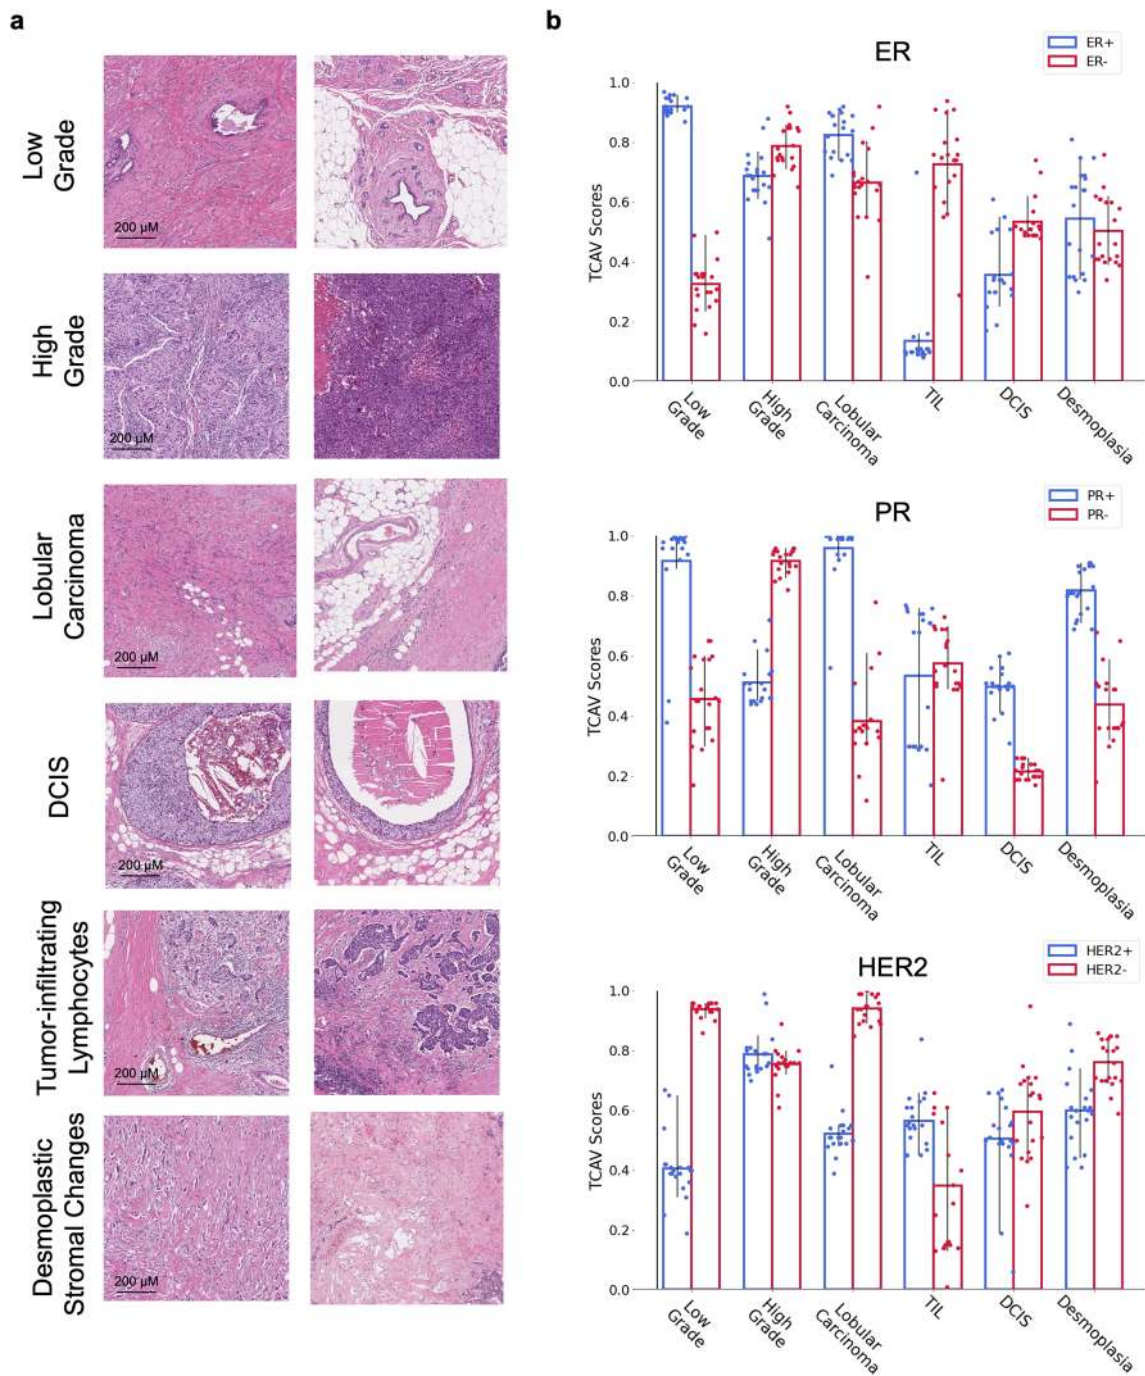 a
Low
Grade
200 µM
High
Grade
200 µM
Lobular
Carcinoma
200 µM
DCIS
200 µM
Tumor-infiltrating
Lymphocytes
200 µM
Desmoplastic
Stromal Changes
200 µM
b
ER
ER+
ER-
TCAV Scores
1.0
0.8
0.6
0.4
0.2
0.0
Low
Grade
High
Grade
Lobular
Carcinoma
TIL
DCIS
Desmoplasia
PR
PR+
PR-
TCAV Scores
1.0
0.8
0.6
0.4
0.2
0.0
Low
Grade
High
Grade
Lobular
Carcinoma
TIL
DCIS
Desmoplasia
HER2
HER2+
HER2-
TCAV Scores
1.0
0.8
0.6
0.4
0.2
0.0
Low
Grade
High
Grade
Lobular
Carcinoma
TIL
DCIS
Desmoplasia